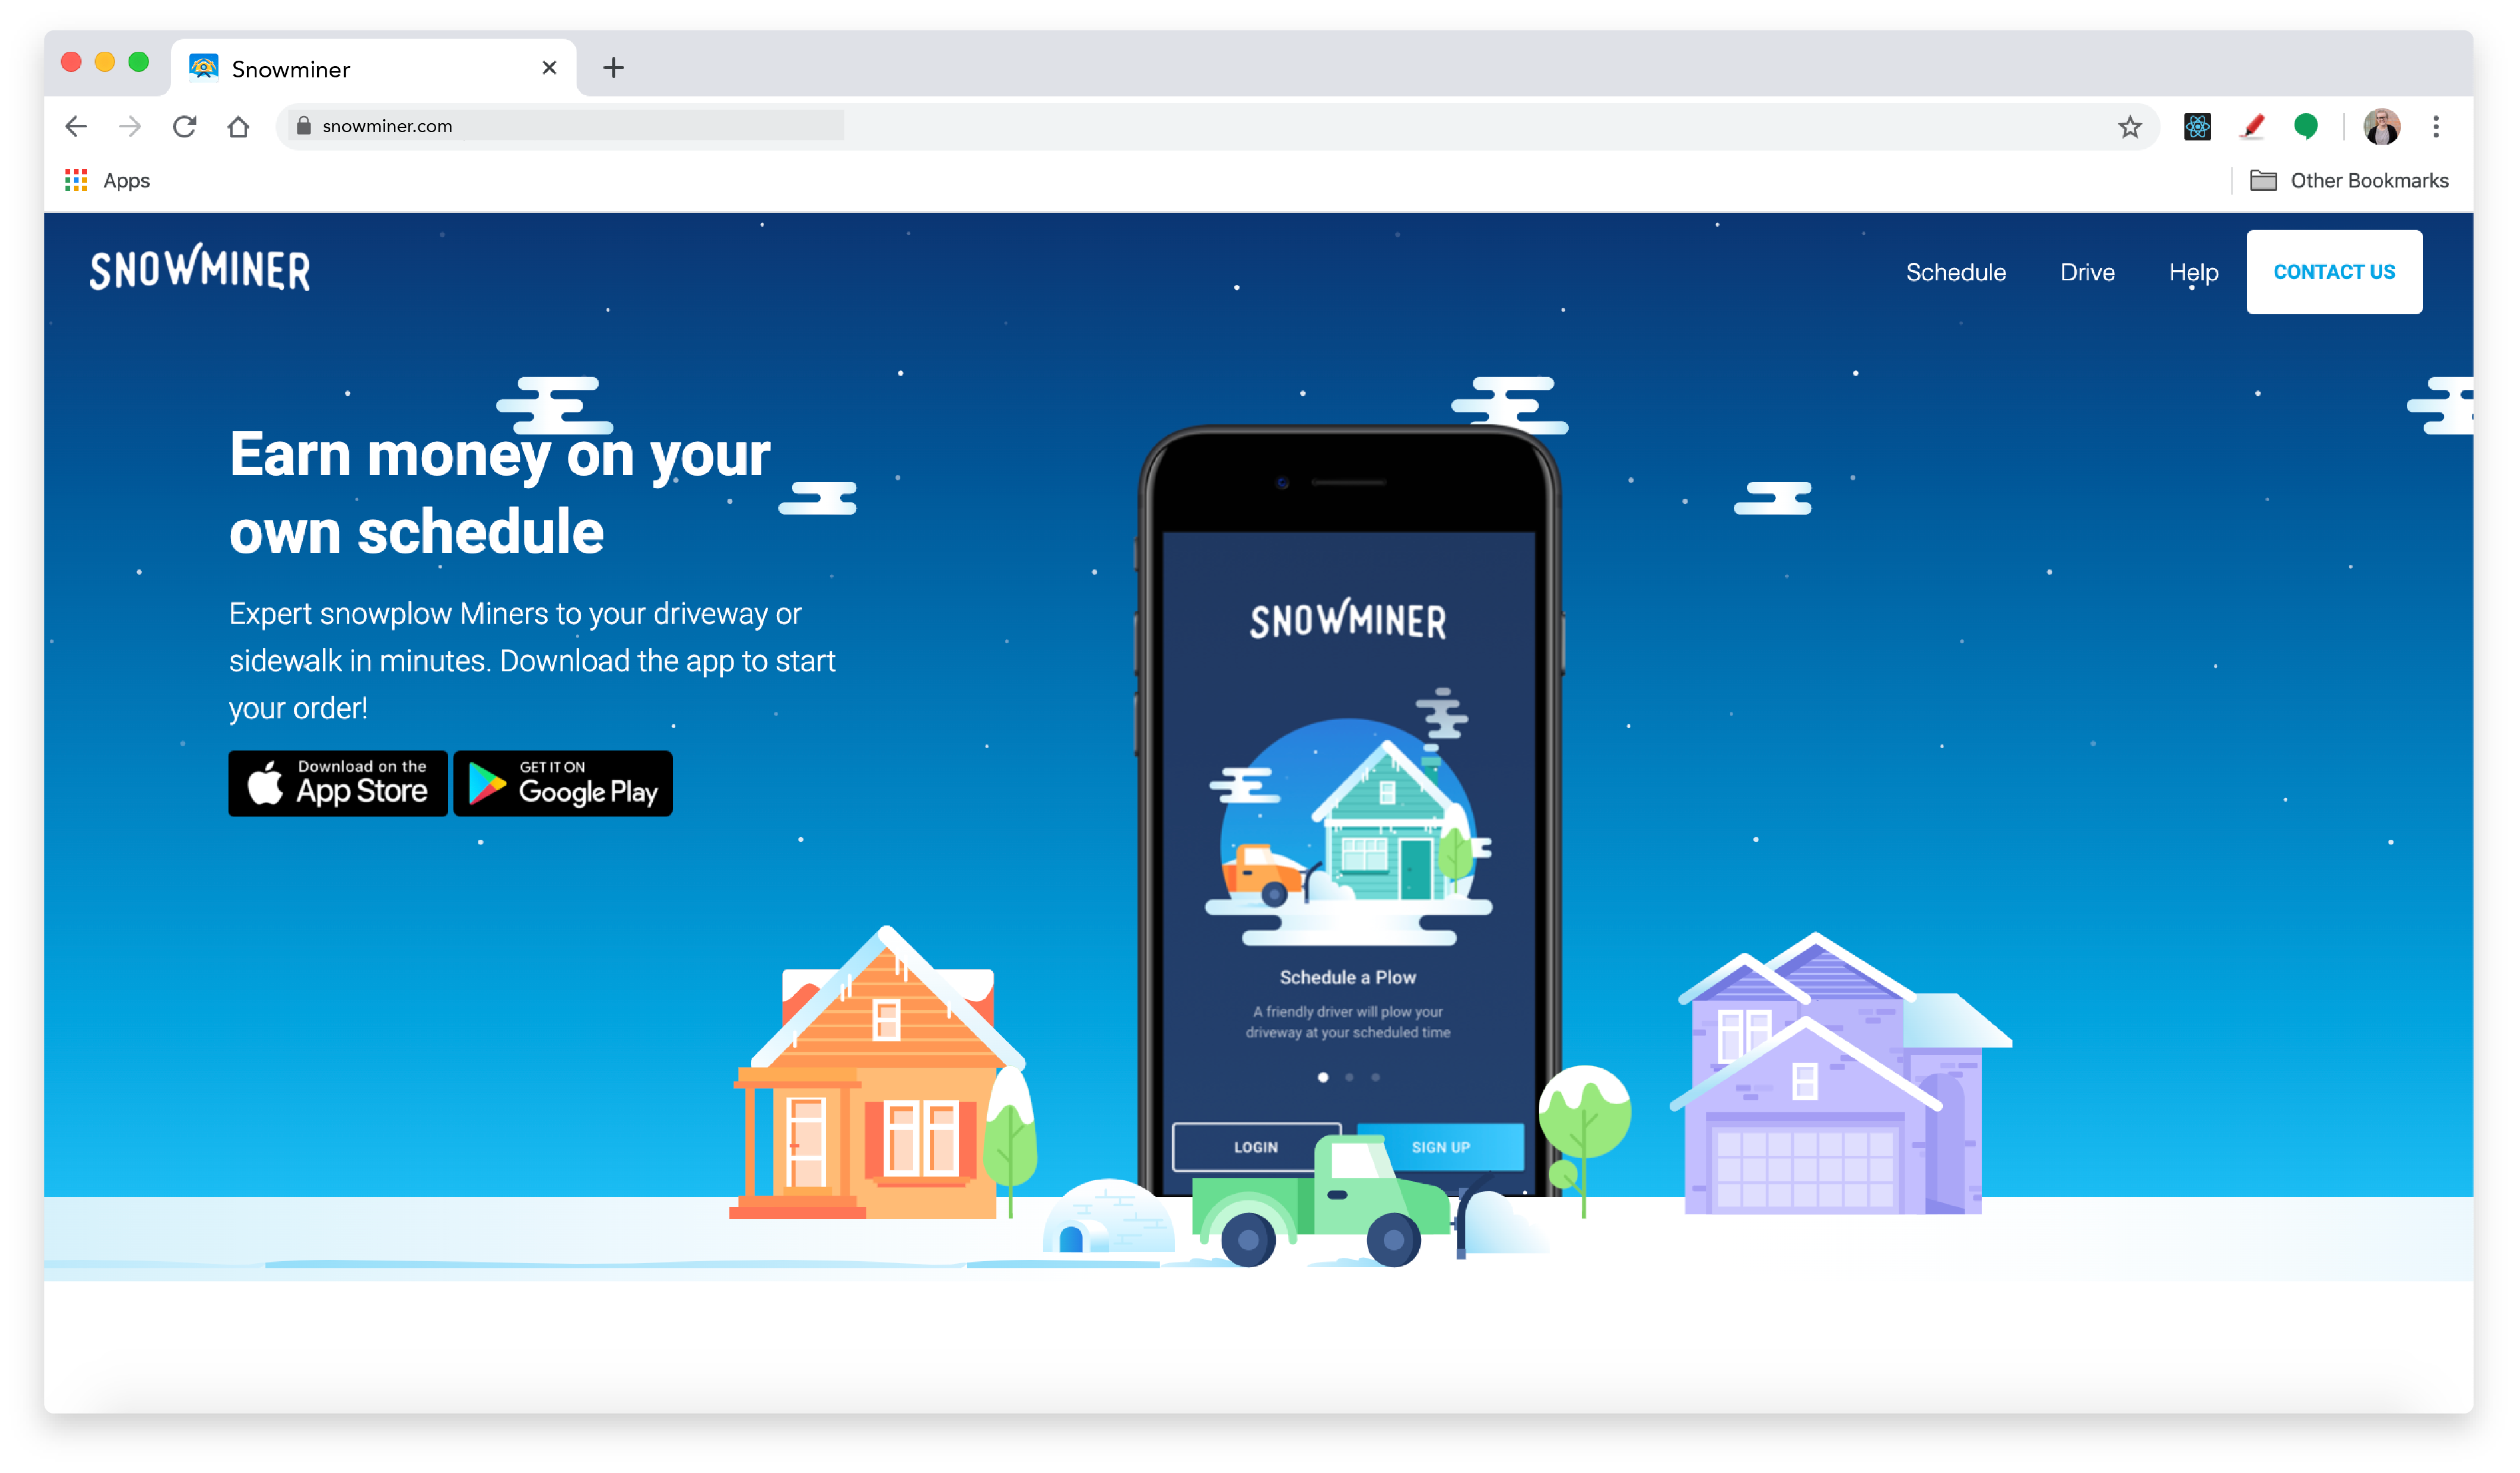 Snowminer
snowminer.com
Apps
Other Bookmarks
SNOWMINER
Schedule
Drive
Help
CONTACT US
Earn money on your
own schedule
Expert snowplow Miners to your driveway or
sidewalk in minutes. Download the app to start
your order!
Download on the
App Store
GET IT ON
Google Play
SNOWMINER
Schedule a Plow
A friendly driver will plow your
driveway at your scheduled time
LOGIN
SIGN UP